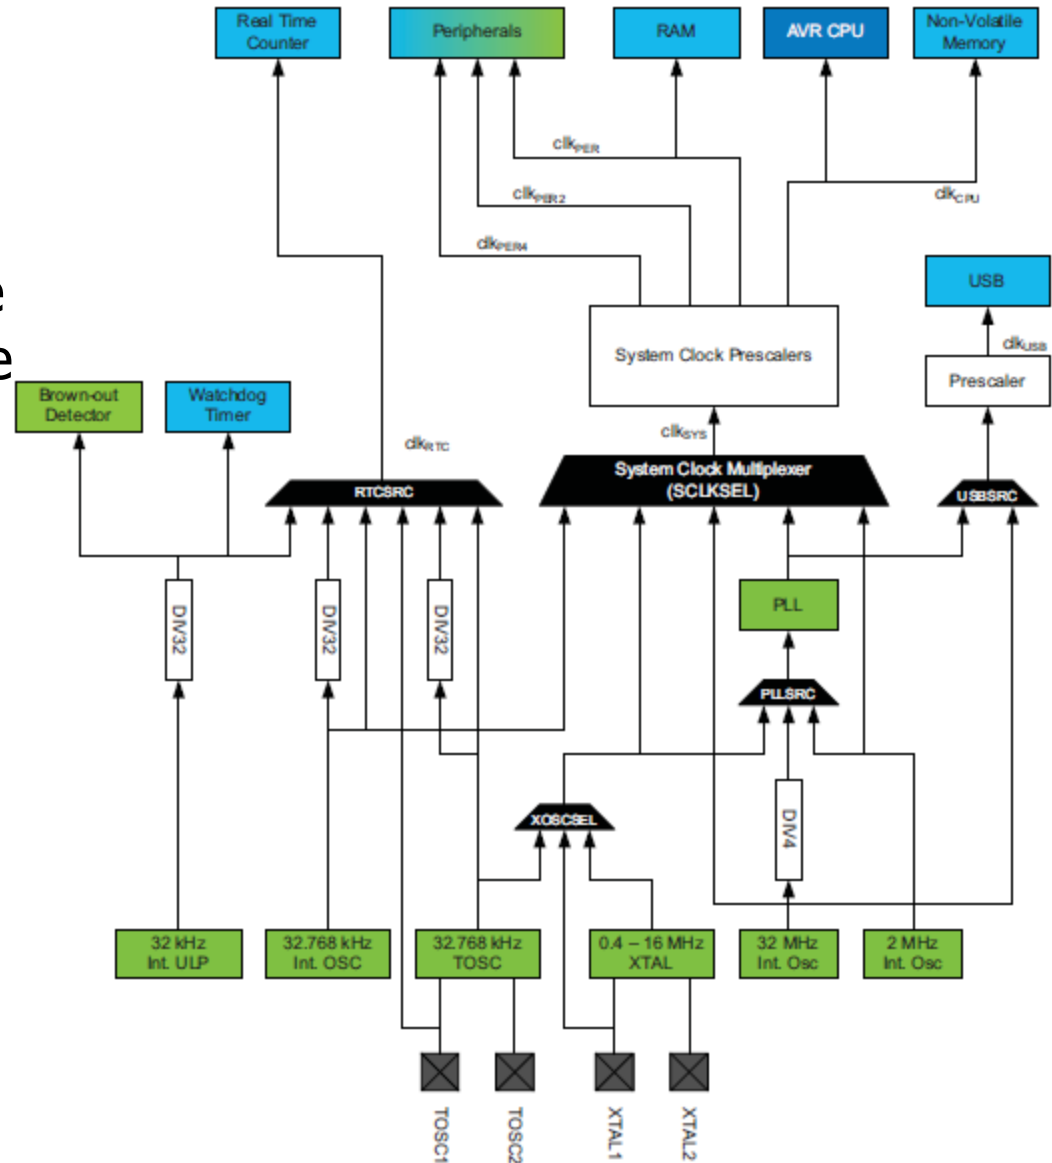 Real Time
Counter
Peripherals
RAM
AVR CPU
Non-Volatile
Memory
clkPER
clkPER2
clkCPU
clkPER4
USB
e
e
System Clock Prescalers
clkUSB
Prescaler
Brown-out
Detector
Watchdog
Timer
clkRTC
clkSYS
System Clock Multiplexer
(SCLKSEL)
RTCSRC
USBSRC
DIV32
DIV32
DIV32
PLL
PLLSRC
XOSCSEL
DIV4
32 kHz
Int. ULP
32.768 kHz
Int. OSC
32.768 kHz
TOSC
0.4 – 16 MHz
XTAL
32 MHz
Int. Osc
2 MHz
Int. Osc
TOSC1
TOSC2
XTAL1
XTAL2